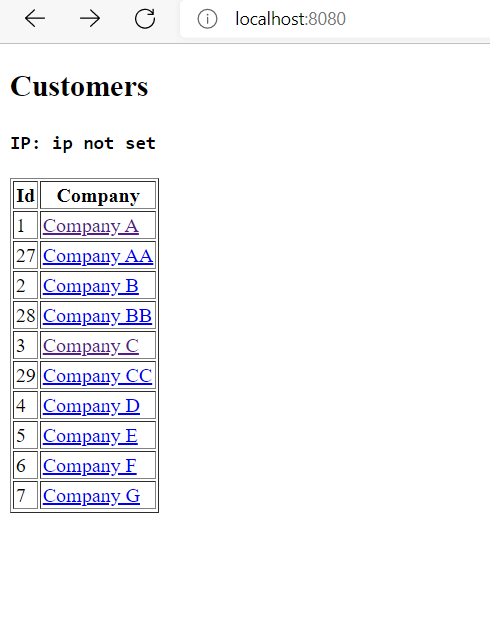 localhost:8080
Customers
IP: ip not set
Id Company
1 Company A
27 Company AA
2 Company B
28 Company BB
3 Company C
29 Company CC
4 Company D
5 Company E
6 Company F
7 Company G